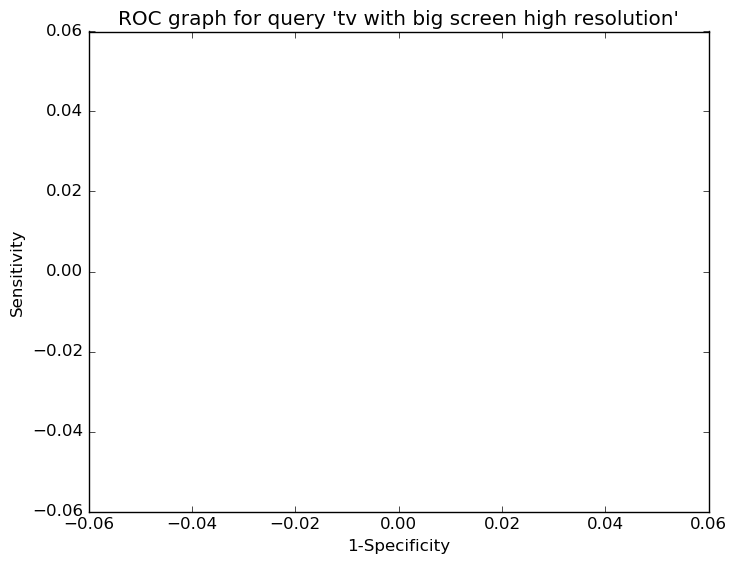 ROC graph for query 'tv with big screen high resolution'
0.06
0.04
0.02
0.00
−0.02
−0.04
−0.06
Sensitivity
−0.06 −0.04 −0.02 0.00 0.02 0.04 0.06
1-Specificity